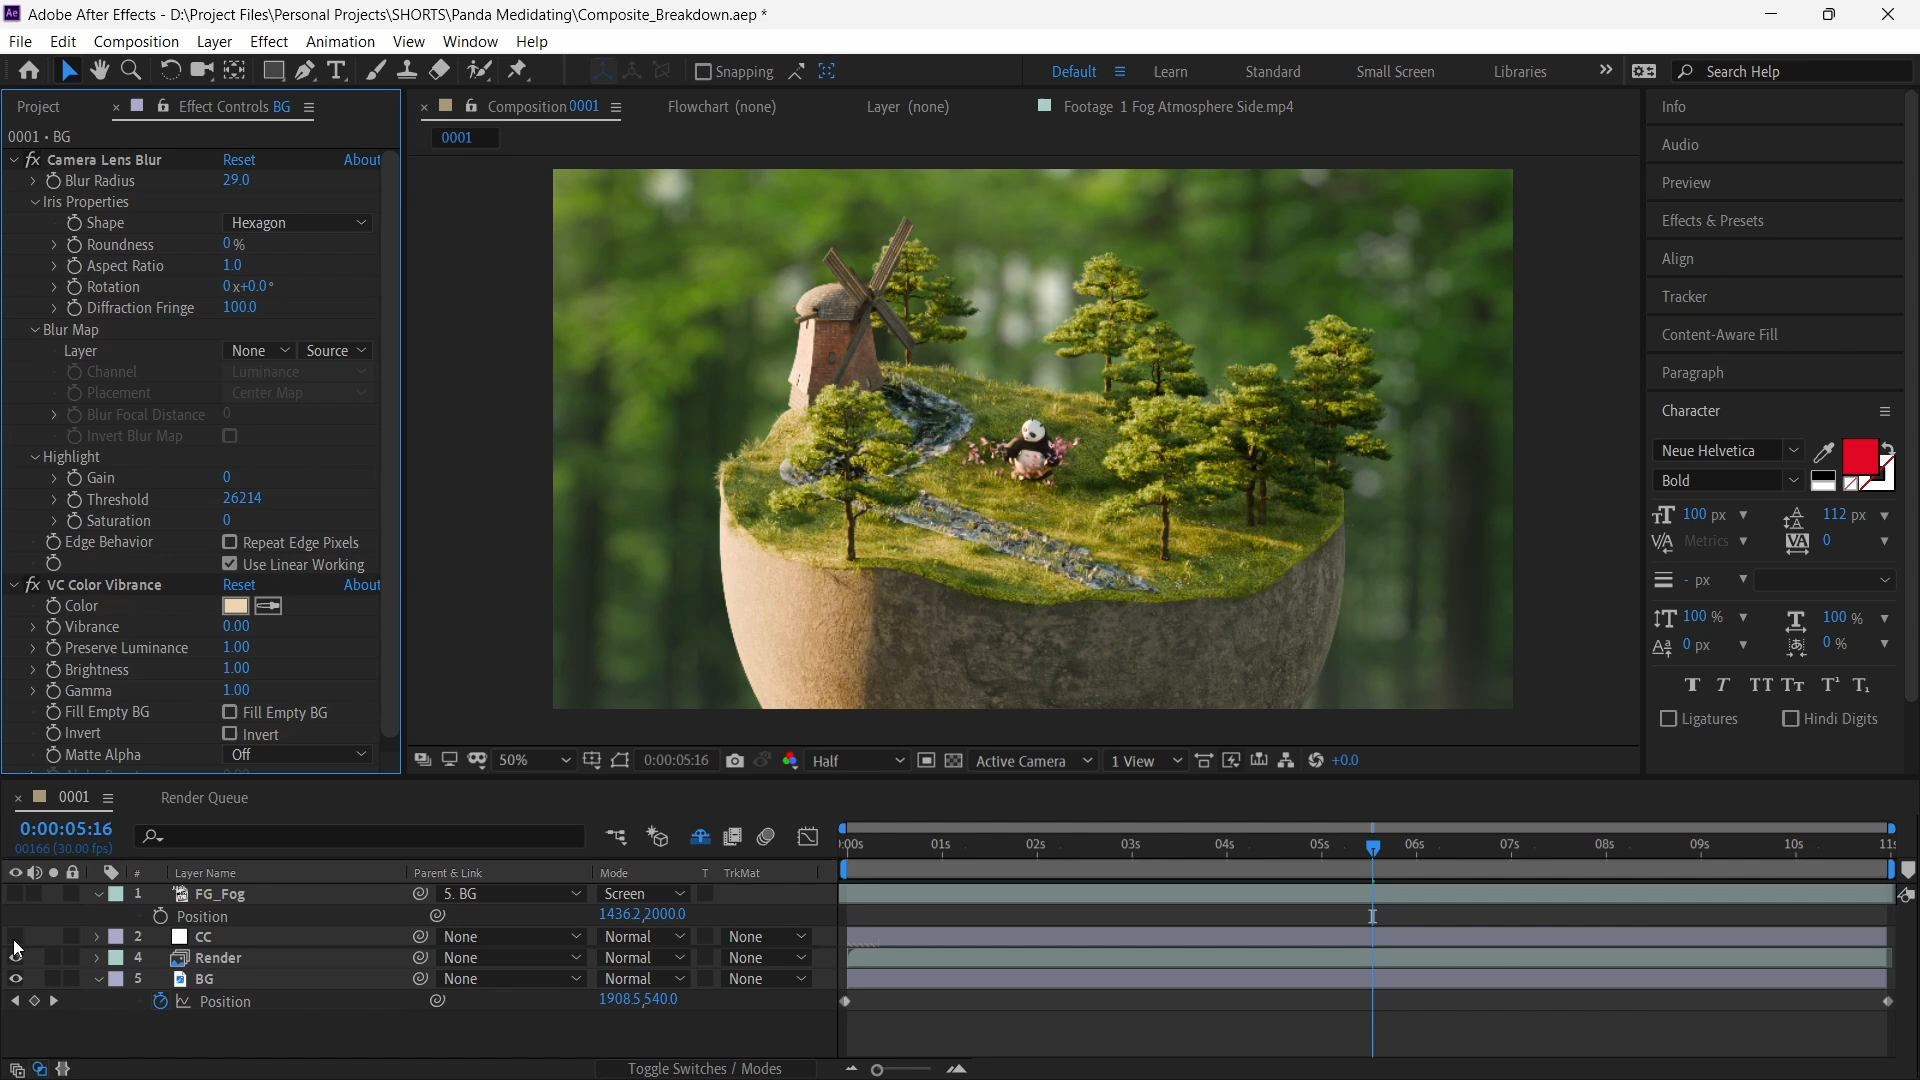 Adobe After Effects - D:\Project Files\Personal Projects\SHORTS\Panda Medidating\Composite_Breakdown.aep *
File Edit Composition Layer Effect Animation View Window Help
Snapping Default Learn Standard Small Screen Libraries Search Help
Project Effect Controls BG Composition 0001 Flowchart (none) Layer (none) Footage 1 Fog Atmosphere Side.mp4
0001 • BG
0001
Camera Lens Blur Reset About
Blur Radius 29.0
Iris Properties
Shape Hexagon
Roundness 0 %
Aspect Ratio 1.0
Rotation 0x+0.0°
Diffraction Fringe 100.0
Blur Map
Layer None Source
Channel Luminance
Placement Center Map
Blur Focal Distance 0
Invert Blur Map
Highlight
Gain 0
Threshold 26214
Saturation 0
Edge Behavior Repeat Edge Pixels
Use Linear Working
VC Color Vibrance Reset About
Color
Vibrance 0.00
Preserve Luminance 1.00
Brightness 1.00
Gamma 1.00
Fill Empty BG Fill Empty BG
Invert Invert
Matte Alpha Off
50% 0:00:05:16 Half Active Camera 1 View +0.0
Info
Audio
Preview
Effects & Presets
Align
Tracker
Content-Aware Fill
Paragraph
Character
Neue Helvetica
Bold
100 px 112 px
Metrics 0
- px
100 % 100 %
0 px 0 %
T T TT Tt T¹ T₁
Ligatures Hindi Digits
0001 Render Queue
0:00:05:16
00166 (30.00 fps)
01s 02s 03s 04s 05s 06s 07s 08s 09s 10s
# Layer Name Parent & Link Mode T TrkMat
1 FG_Fog 5. BG Screen
Position 1436.2,2000.0
2 CC None Normal None
4 Render None Normal None
5 BG None Normal None
Position 1908.5,540.0
Toggle Switches / Modes